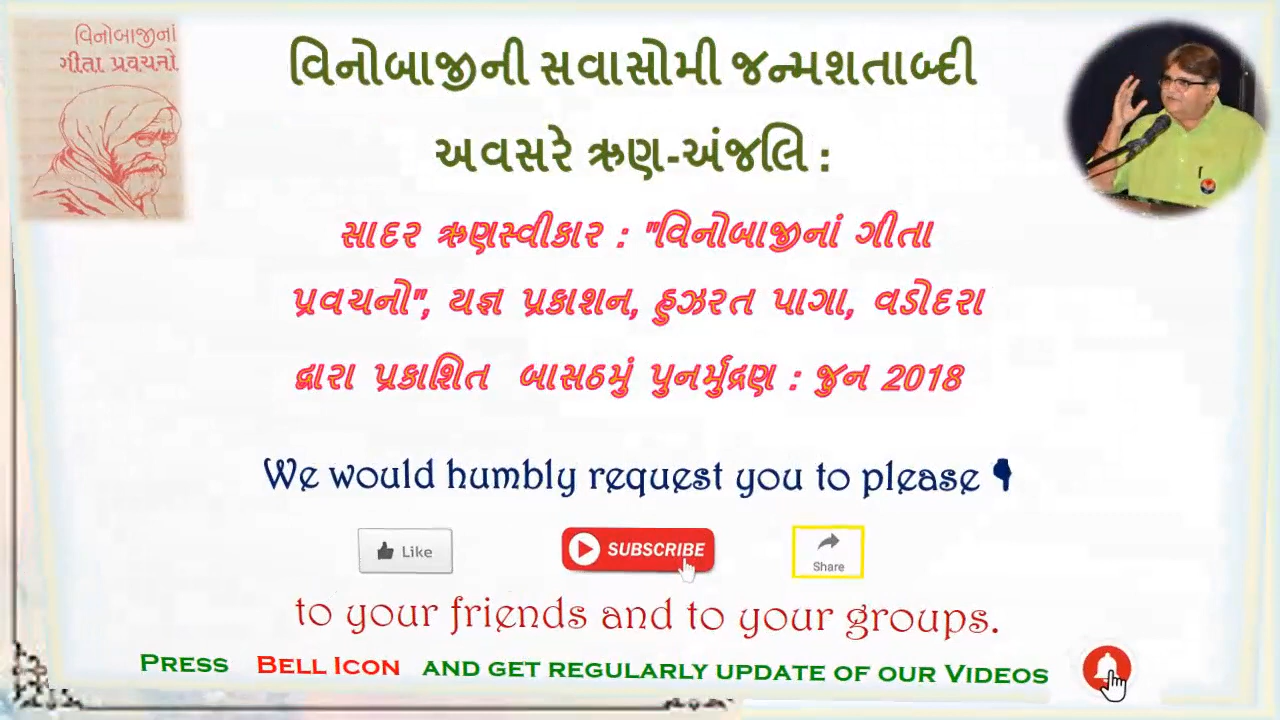 વિનોબાજીનાં
ગીતા પ્રવચનો
વિનોબાજીની સવાસોમી જન્મશતાબ્દી
અવસરે ઋણ-અંજલિ :
સાદર ઋણસ્વીકાર : "વિનોબાજીનાં ગીતા
પ્રવચનો", યજ્ઞ પ્રકાશન, હુઝરત પાગા, વડોદરા
દ્વારા પ્રકાશિત બાસઠમું પુનર્મુદ્રણ : જુન 2018
We would humbly request you to please 👇
Like SUBSCRIBE Share
to your friends and to your groups.
PRESS BELL ICON AND GET REGULARLY UPDATE OF OUR VIDEOS